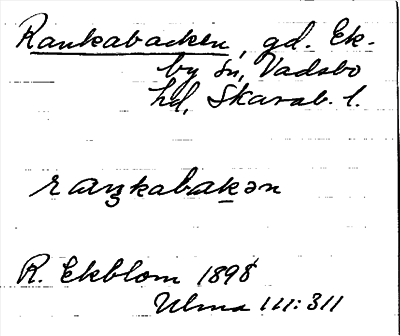 Rankabacken, gd. Ek-
by sn, Vadsbo
hd, Skarab. l.
raŋkabakən
R. Ekblom 1898
Ulma 111:311